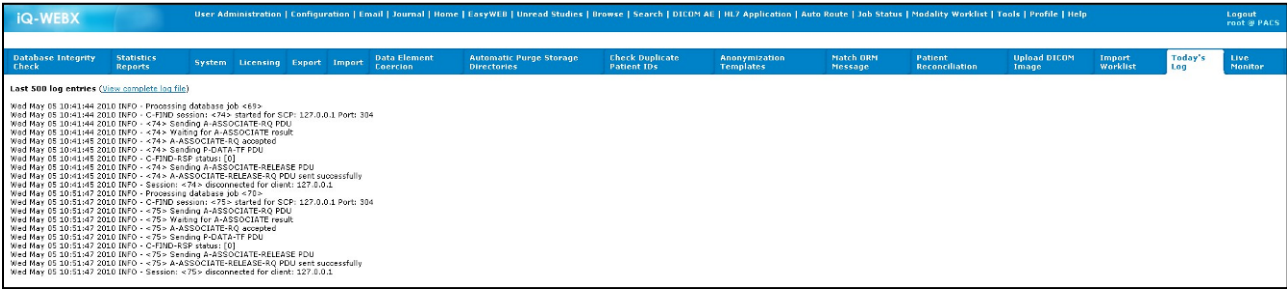 iQ-WEBX
User Administration | Configuration | Email | Journal | Home | EasyWEB | Unread Studies | Browse | Search | DICOM AE | HL7 Application | Auto Route | Job Status | Modality Worklist | Tools | Profile | Help
Logout
root @ PACS
Database Integrity Check
Statistics Reports
System
Licensing
Export
Import
Data Element Coercion
Automatic Purge Storage Directories
Check Duplicate Patient IDs
Anonymization Templates
Match ORM Message
Patient Reconciliation
Upload DICOM Image
Import Worklist
Today's Log
Live Monitor
Last 500 log entries (View complete log file)
Wed May 05 10:41:44 2010 INFO - Processing database job <69>
Wed May 05 10:41:44 2010 INFO - C-FIND session: <74> started for SCP: 127.0.0.1 Port: 304
Wed May 05 10:41:44 2010 INFO - <74> Sending A-ASSOCIATE-RQ PDU
Wed May 05 10:41:44 2010 INFO - <74> Waiting for A-ASSOCIATE result
Wed May 05 10:41:45 2010 INFO - <74> A-ASSOCIATE-RQ accepted
Wed May 05 10:41:45 2010 INFO - <74> Sending P-DATA-TF PDU
Wed May 05 10:41:45 2010 INFO - C-FIND-RSP status: [0]
Wed May 05 10:41:45 2010 INFO - <74> Sending A-ASSOCIATE-RELEASE PDU
Wed May 05 10:41:45 2010 INFO - <74> A-ASSOCIATE-RELEASE-RQ PDU sent successfully
Wed May 05 10:41:45 2010 INFO - Session: <74> disconnected for client: 127.0.0.1
Wed May 05 10:51:47 2010 INFO - Processing database job <70>
Wed May 05 10:51:47 2010 INFO - C-FIND session: <75> started for SCP: 127.0.0.1 Port: 304
Wed May 05 10:51:47 2010 INFO - <75> Sending A-ASSOCIATE-RQ PDU
Wed May 05 10:51:47 2010 INFO - <75> Waiting for A-ASSOCIATE result
Wed May 05 10:51:47 2010 INFO - <75> A-ASSOCIATE-RQ accepted
Wed May 05 10:51:47 2010 INFO - <75> Sending P-DATA-TF PDU
Wed May 05 10:51:47 2010 INFO - C-FIND-RSP status: [0]
Wed May 05 10:51:47 2010 INFO - <75> Sending A-ASSOCIATE-RELEASE PDU
Wed May 05 10:51:47 2010 INFO - <75> A-ASSOCIATE-RELEASE-RQ PDU sent successfully
Wed May 05 10:51:47 2010 INFO - Session: <75> disconnected for client: 127.0.0.1